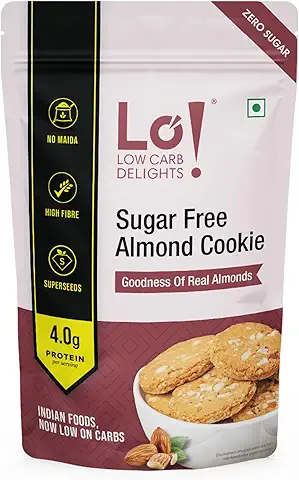 ZERO SUGAR
Lo!®
LOW CARB
DELIGHTS
NO MAIDA
HIGH FIBRE
SUPERSEEDS
Sugar Free
Almond Cookie
Goodness Of Real Almonds
4.0g
PROTEIN
per serving
INDIAN FOODS,
NOW LOW ON CARBS